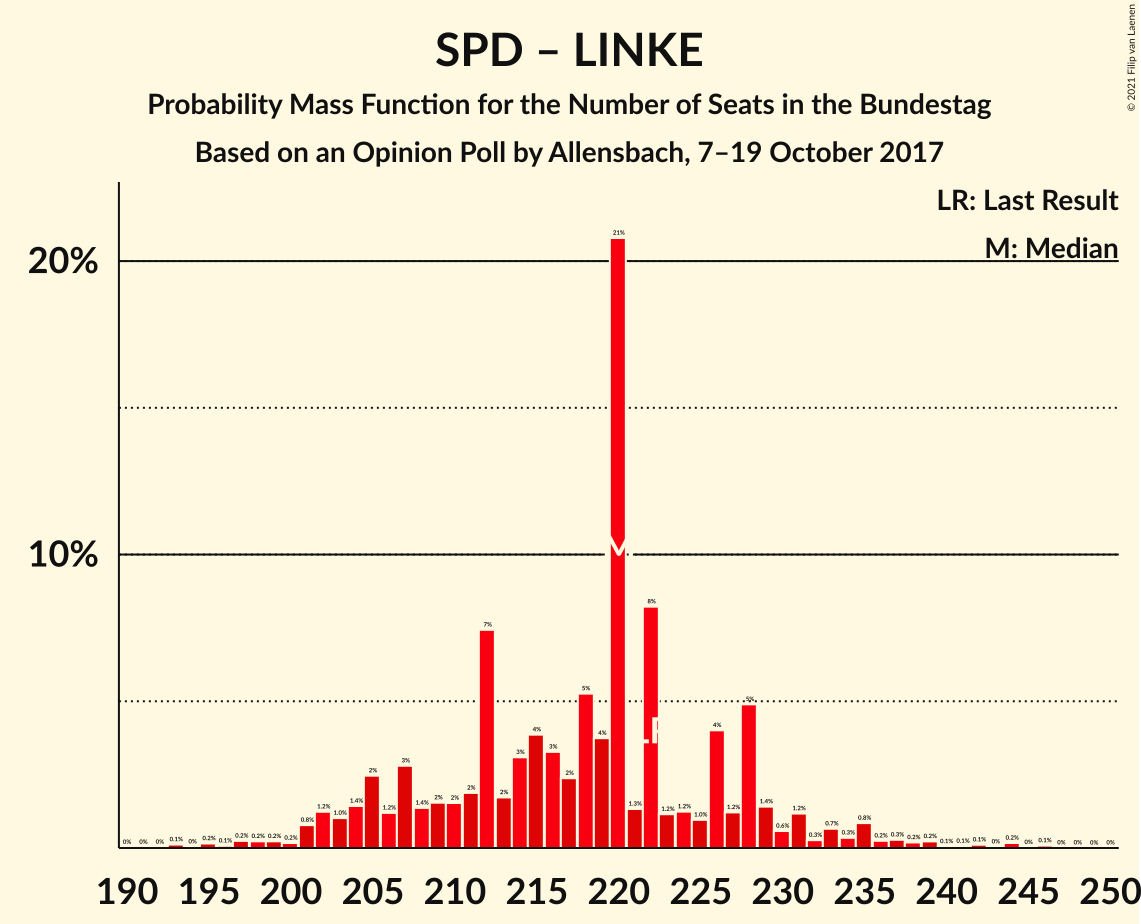 SPD – LINKE
Probability Mass Function for the Number of Seats in the Bundestag
Based on an Opinion Poll by Allensbach, 7–19 October 2017
© 2021 Filip van Laenen
LR: Last Result
M: Median
20%
10%
0% 0% 0% 0.1% 0% 0.2% 0.1% 0.2% 0.2% 0.2% 0.2% 0.8% 1.2% 1.0% 1.4% 2% 1.2% 3% 1.4% 2% 2% 2% 7% 2% 3% 4% 3% 2% 5% 4% 21% 1.3% 8% 1.2% 1.2% 1.0% 4% 1.2% 5% 1.4% 0.6% 1.2% 0.3% 0.7% 0.3% 0.8% 0.2% 0.3% 0.2% 0.2% 0.1% 0.1% 0.1% 0% 0.2% 0% 0.1% 0% 0% 0% 0%
M
LR
190 195 200 205 210 215 220 225 230 235 240 245 250